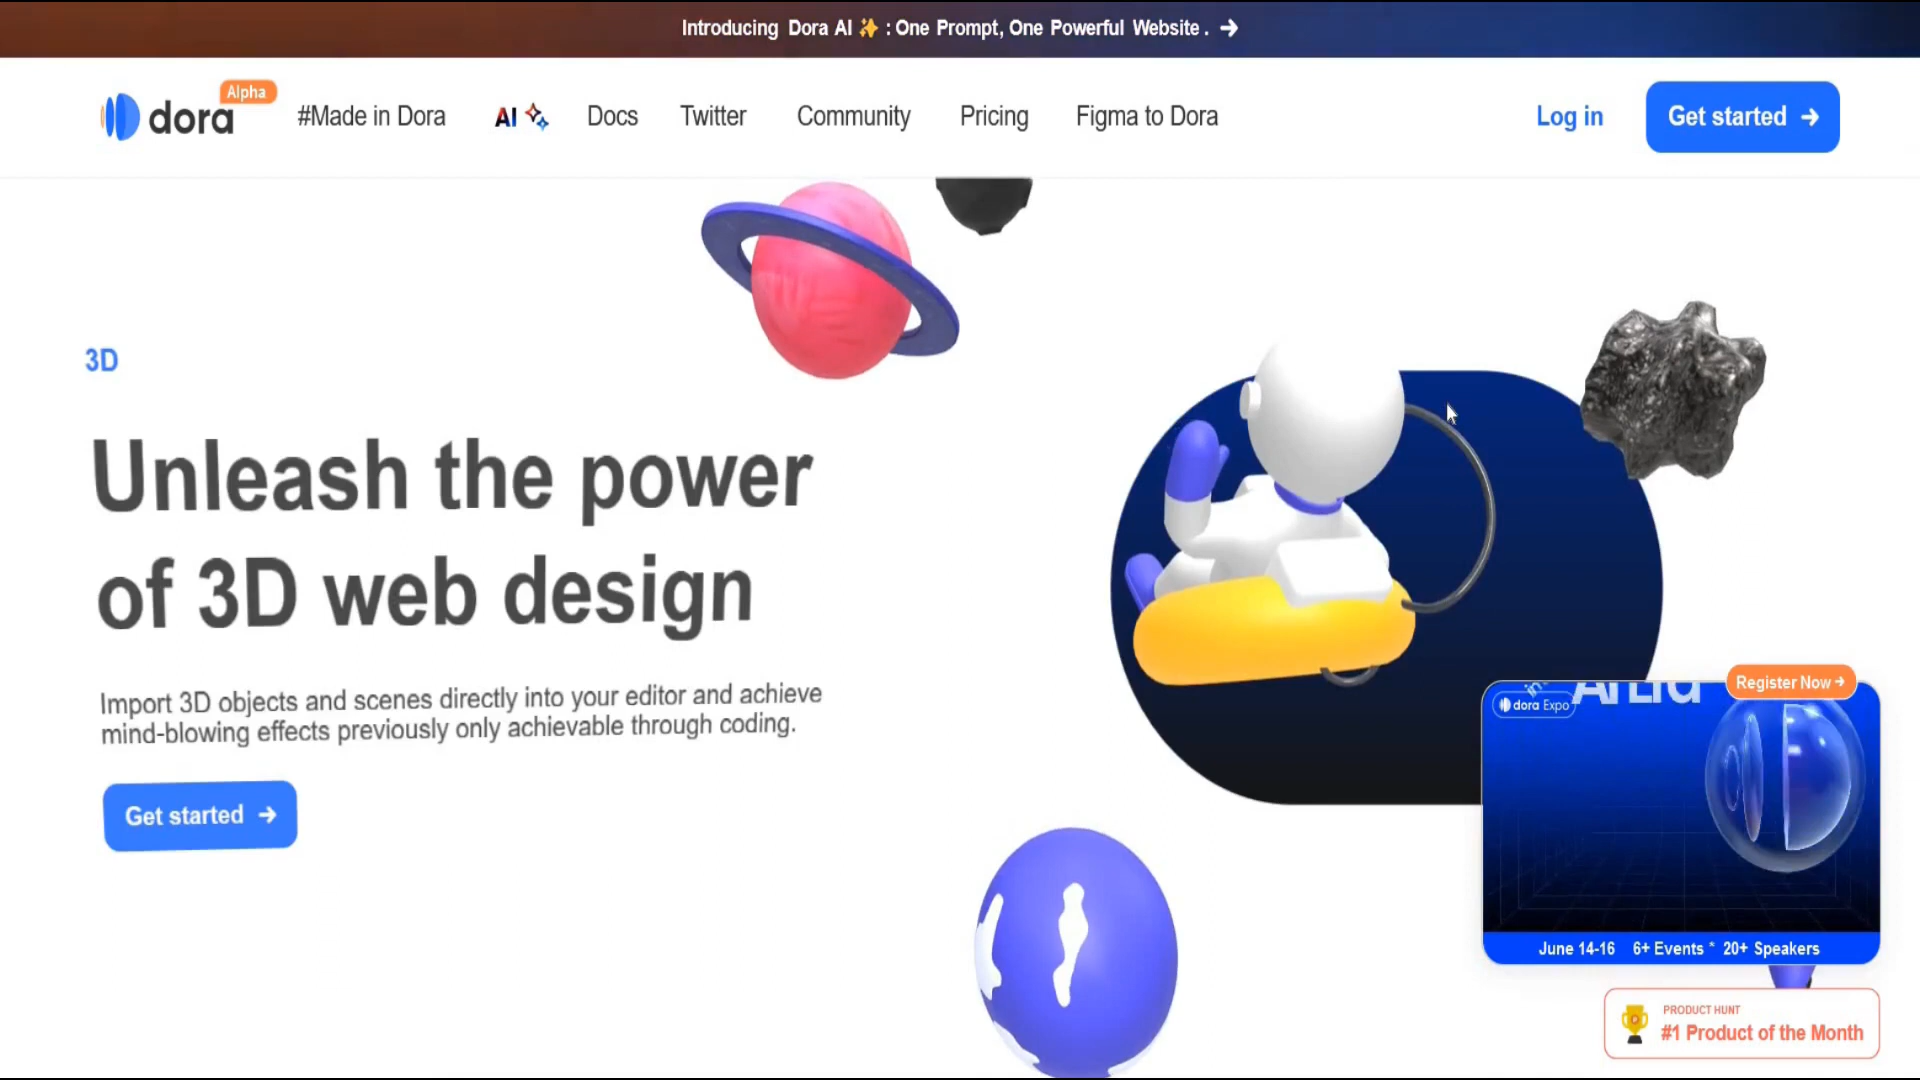 Introducing Dora AI ✨ : One Prompt, One Powerful Website . →
dora
Alpha
#Made in Dora
AI
Docs
Twitter
Community
Pricing
Figma to Dora
Log in
Get started →
3D
Unleash the power
of 3D web design
Import 3D objects and scenes directly into your editor and achieve
mind-blowing effects previously only achievable through coding.
Get started →
Register Now →
dora Expo
June 14-16 6+ Events * 20+ Speakers
PRODUCT HUNT
#1 Product of the Month